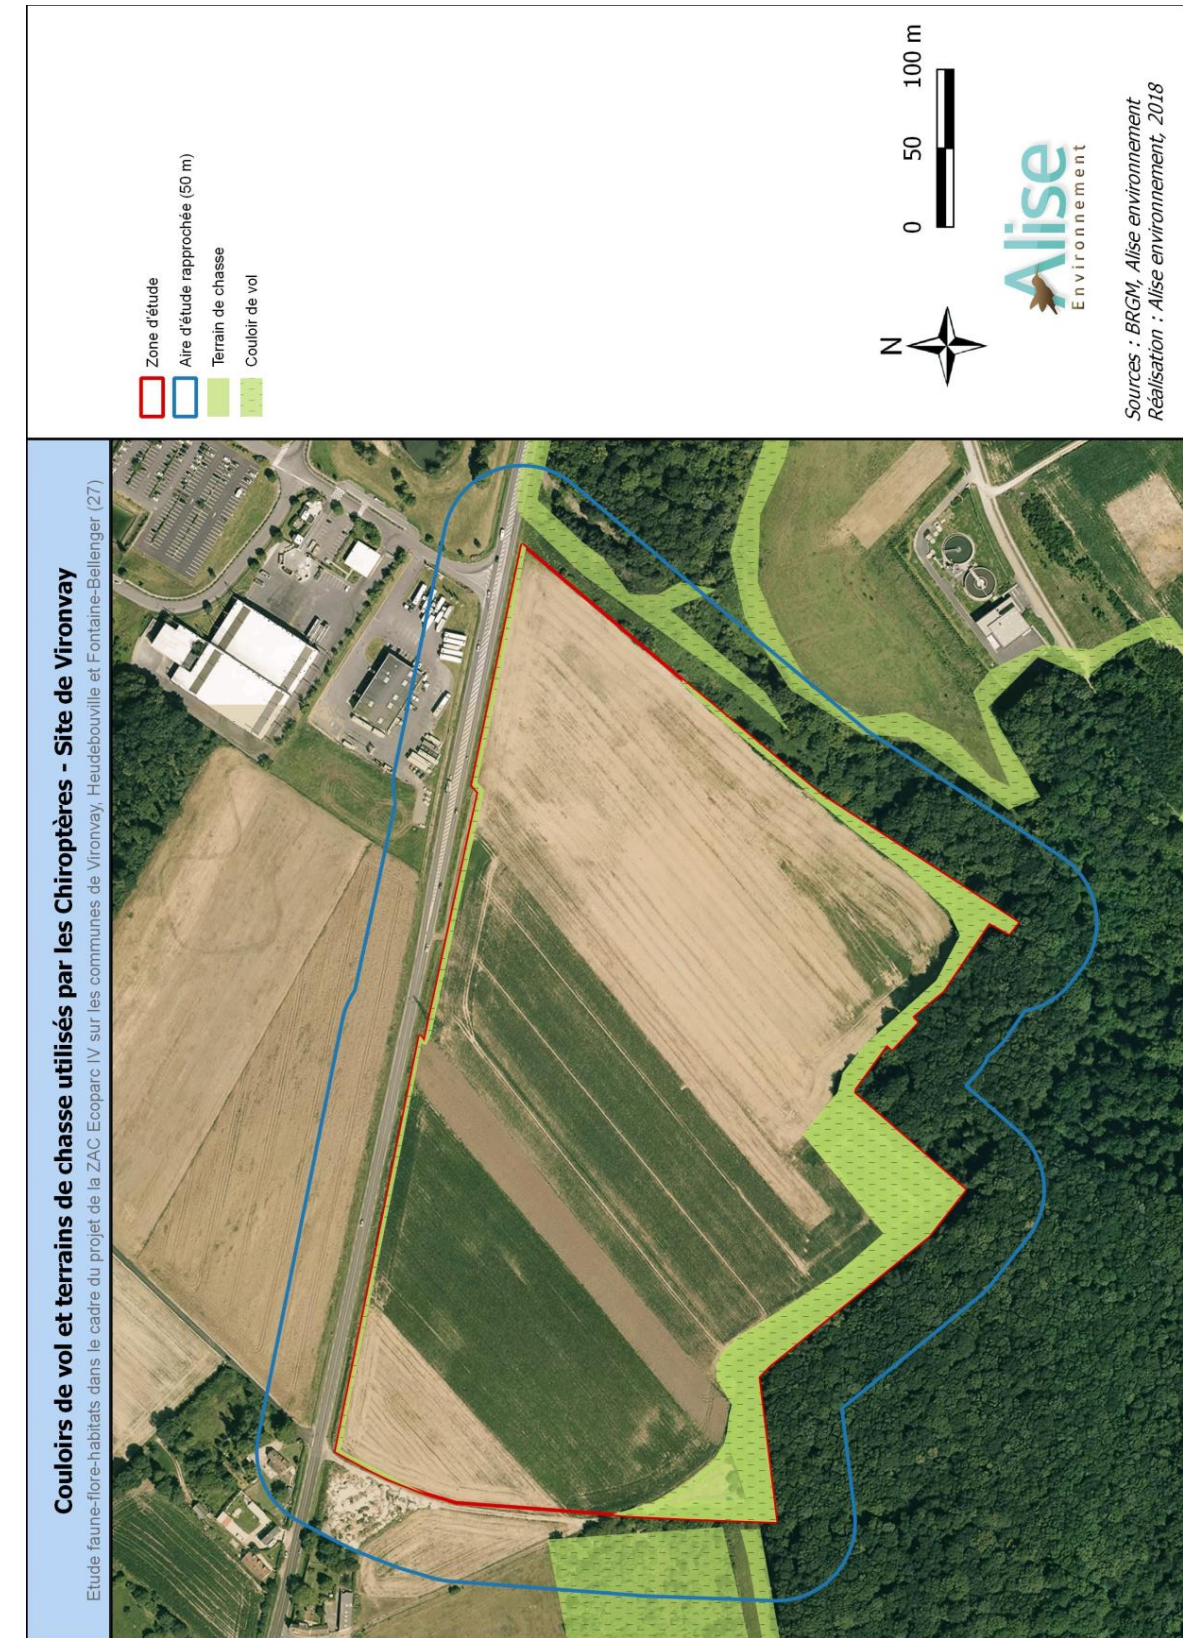 Couloirs de vol et terrains de chasse utilisés par les Chiroptères - Site de Vironvay
Etude faune-flore-habitats dans le cadre du projet de la ZAC Ecoparc IV sur les communes de Vironvay, Heudebouville et Fontaine-Bellenger (27)
Zone d'étude
Aire d'étude rapprochée (50 m)
Terrain de chasse
Couloir de vol
N
0 50 100 m
Alise
Environnement
Sources : BRGM, Alise environnement
Réalisation : Alise environnement, 2018